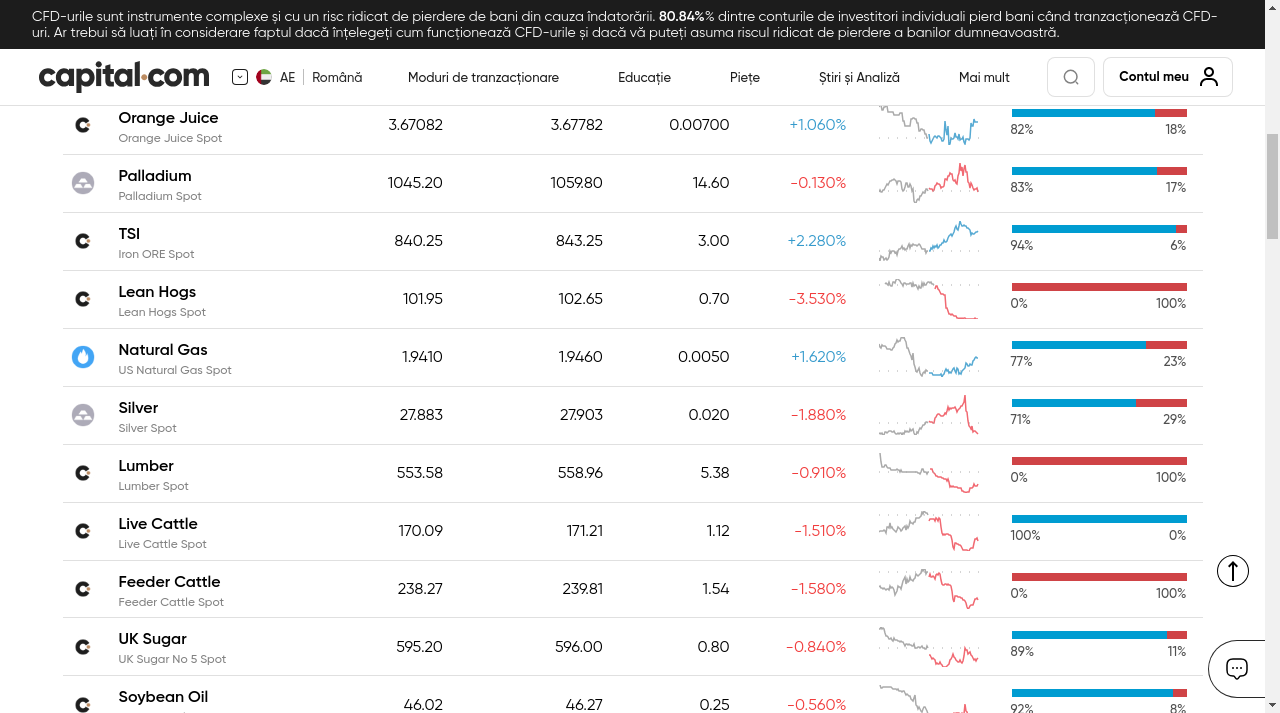 CFD-urile sunt instrumente complexe și cu un risc ridicat de pierdere de bani din cauza îndatorării. 80.84%% dintre conturile de investitori individuali pierd bani când tranzacționează CFD-
uri. Ar trebui să luați în considerare faptul dacă înțelegeți cum funcționează CFD-urile și dacă vă puteți asuma riscul ridicat de pierdere a banilor dumneavoastră.
capital.com AE Română Moduri de tranzacționare Educație Piețe Știri și Analiză Mai mult Contul meu
Orange Juice 3.67082 3.67782 0.00700 +1.060%
Orange Juice Spot 82% 18%
Palladium 1045.20 1059.80 14.60 -0.130%
Palladium Spot 83% 17%
TSI 840.25 843.25 3.00 +2.280%
Iron ORE Spot 94% 6%
Lean Hogs 101.95 102.65 0.70 -3.530%
Lean Hogs Spot 0% 100%
Natural Gas 1.9410 1.9460 0.0050 +1.620%
US Natural Gas Spot 77% 23%
Silver 27.883 27.903 0.020 -1.880%
Silver Spot 71% 29%
Lumber 553.58 558.96 5.38 -0.910%
Lumber Spot 0% 100%
Live Cattle 170.09 171.21 1.12 -1.510%
Live Cattle Spot 100% 0%
Feeder Cattle 238.27 239.81 1.54 -1.580%
Feeder Cattle Spot 0% 100%
UK Sugar 595.20 596.00 0.80 -0.840%
UK Sugar No 5 Spot 89% 11%
Soybean Oil 46.02 46.27 0.25 -0.560%
92% 8%